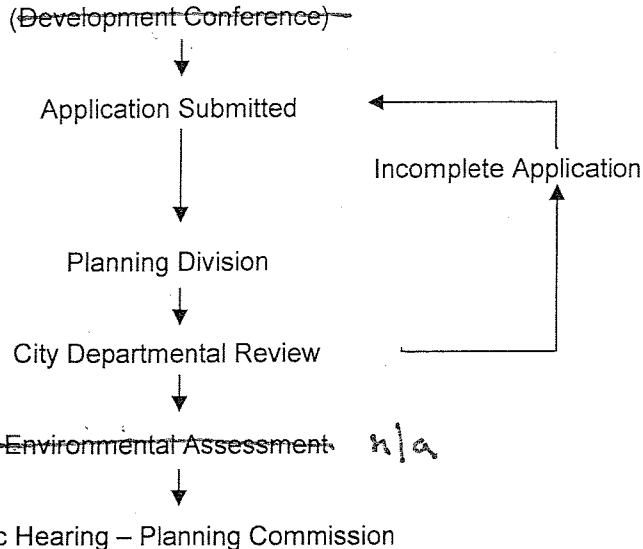 (Development Conference)
Application Submitted
Incomplete Application
Planning Division
City Departmental Review
Environmental Assessment n/a
c Hearing – Planning Commission